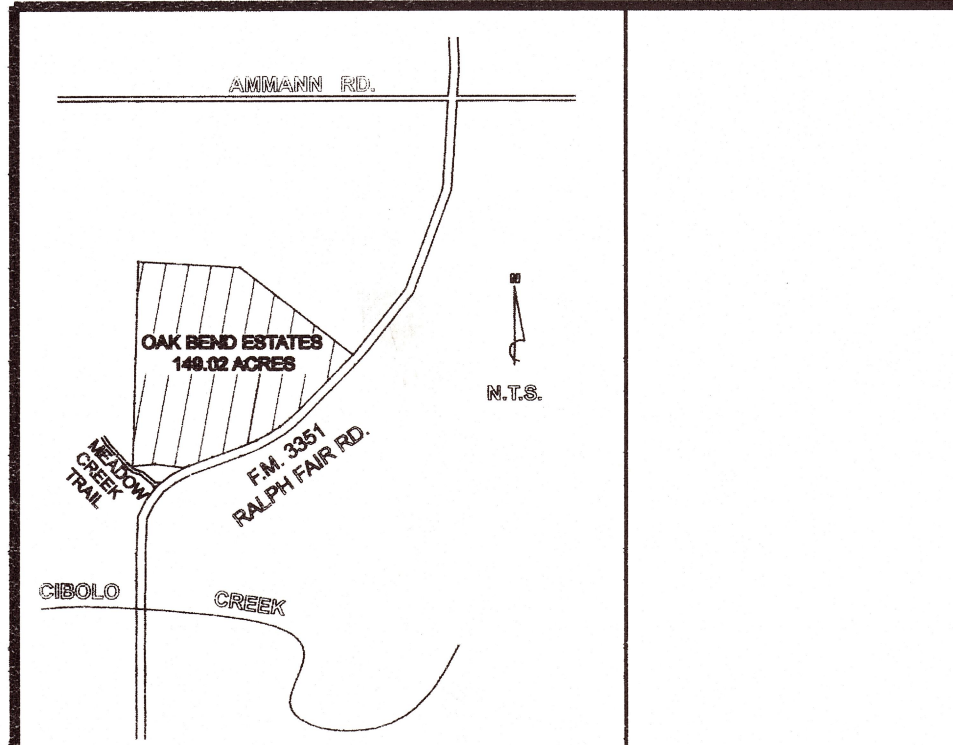 AMMANN RD.
N
OAK BEND ESTATES
149.02 ACRES
N.T.S.
F.M. 3351
RALPH FAIR RD.
MEADOW
CREEK
TRAIL
CIBOLO CREEK